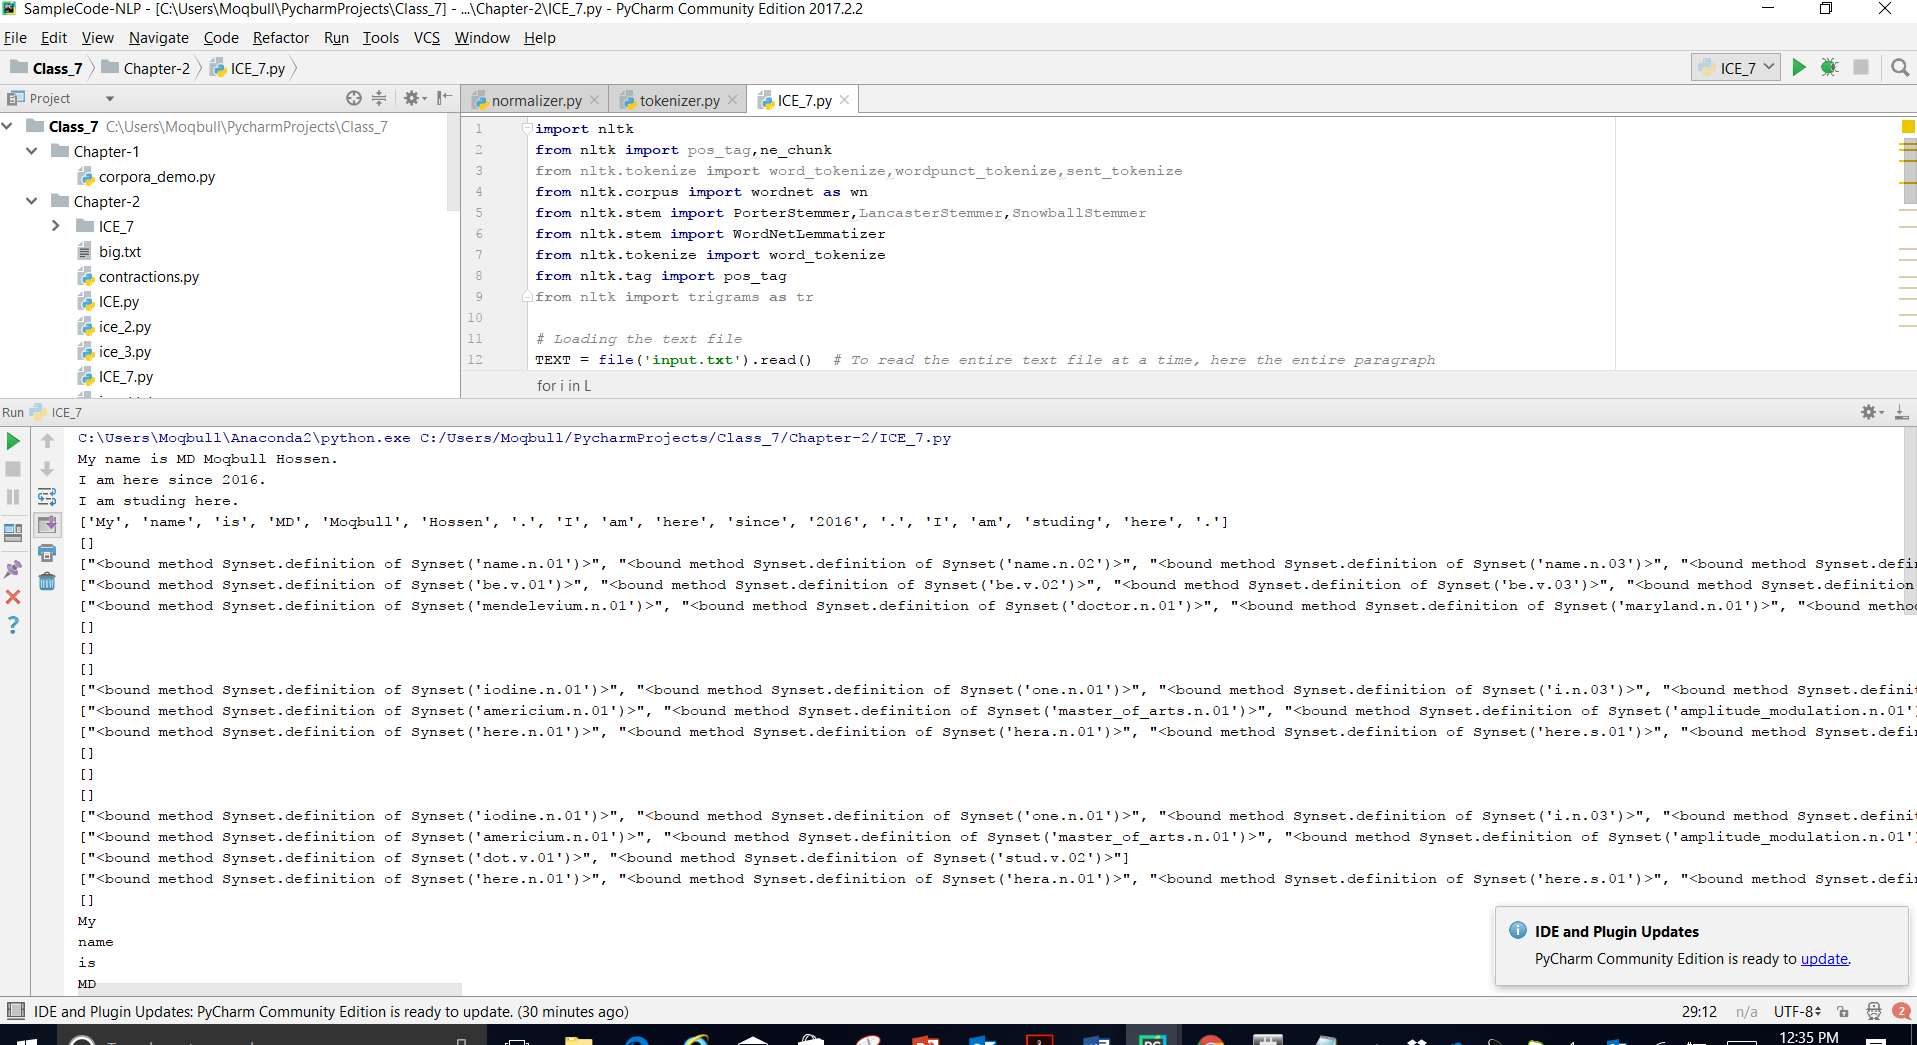 SampleCode-NLP - [C:\Users\Moqbull\PycharmProjects\Class_7] - ...\Chapter-2\ICE_7.py - PyCharm Community Edition 2017.2.2
File Edit View Navigate Code Refactor Run Tools VCS Window Help
Class_7 Chapter-2 ICE_7.py ICE_7
Project normalizer.py tokenizer.py ICE_7.py
Class_7 C:\Users\Moqbull\PycharmProjects\Class_7
Chapter-1
corpora_demo.py
Chapter-2
ICE_7
big.txt
contractions.py
ICE.py
ice_2.py
ice_3.py
ICE_7.py
1 import nltk
2 from nltk import pos_tag,ne_chunk
3 from nltk.tokenize import word_tokenize,wordpunct_tokenize,sent_tokenize
4 from nltk.corpus import wordnet as wn
5 from nltk.stem import PorterStemmer,LancasterStemmer,SnowballStemmer
6 from nltk.stem import WordNetLemmatizer
7 from nltk.tokenize import word_tokenize
8 from nltk.tag import pos_tag
9 from nltk import trigrams as tr
10
11 # Loading the text file
12 TEXT = file('input.txt').read() # To read the entire text file at a time, here the entire paragraph
for i in L
Run ICE_7
C:\Users\Moqbull\Anaconda2\python.exe C:/Users/Moqbull/PycharmProjects/Class_7/Chapter-2/ICE_7.py
My name is MD Moqbull Hossen.
I am here since 2016.
I am studing here.
['My', 'name', 'is', 'MD', 'Moqbull', 'Hossen', '.', 'I', 'am', 'here', 'since', '2016', '.', 'I', 'am', 'studing', 'here', '.']
[]
["<bound method Synset.definition of Synset('name.n.01')>", "<bound method Synset.definition of Synset('name.n.02')>", "<bound method Synset.definition of Synset('name.n.03')>", "<bound method Synset.defi
["<bound method Synset.definition of Synset('be.v.01')>", "<bound method Synset.definition of Synset('be.v.02')>", "<bound method Synset.definition of Synset('be.v.03')>", "<bound method Synset.definition
["<bound method Synset.definition of Synset('mendelevium.n.01')>", "<bound method Synset.definition of Synset('doctor.n.01')>", "<bound method Synset.definition of Synset('maryland.n.01')>", "<bound metho
[]
[]
[]
["<bound method Synset.definition of Synset('iodine.n.01')>", "<bound method Synset.definition of Synset('one.n.01')>", "<bound method Synset.definition of Synset('i.n.03')>", "<bound method Synset.defini
["<bound method Synset.definition of Synset('americium.n.01')>", "<bound method Synset.definition of Synset('master_of_arts.n.01')>", "<bound method Synset.definition of Synset('amplitude_modulation.n.01'
["<bound method Synset.definition of Synset('here.n.01')>", "<bound method Synset.definition of Synset('hera.n.01')>", "<bound method Synset.definition of Synset('here.s.01')>", "<bound method Synset.defi
[]
[]
[]
["<bound method Synset.definition of Synset('iodine.n.01')>", "<bound method Synset.definition of Synset('one.n.01')>", "<bound method Synset.definition of Synset('i.n.03')>", "<bound method Synset.defini
["<bound method Synset.definition of Synset('americium.n.01')>", "<bound method Synset.definition of Synset('master_of_arts.n.01')>", "<bound method Synset.definition of Synset('amplitude_modulation.n.01'
["<bound method Synset.definition of Synset('dot.v.01')>", "<bound method Synset.definition of Synset('stud.v.02')>"]
["<bound method Synset.definition of Synset('here.n.01')>", "<bound method Synset.definition of Synset('hera.n.01')>", "<bound method Synset.definition of Synset('here.s.01')>", "<bound method Synset.defi
[]
My
name
is
MD
IDE and Plugin Updates
PyCharm Community Edition is ready to update.
IDE and Plugin Updates: PyCharm Community Edition is ready to update. (30 minutes ago) 29:12 n/a UTF-8 2
12:35 PM